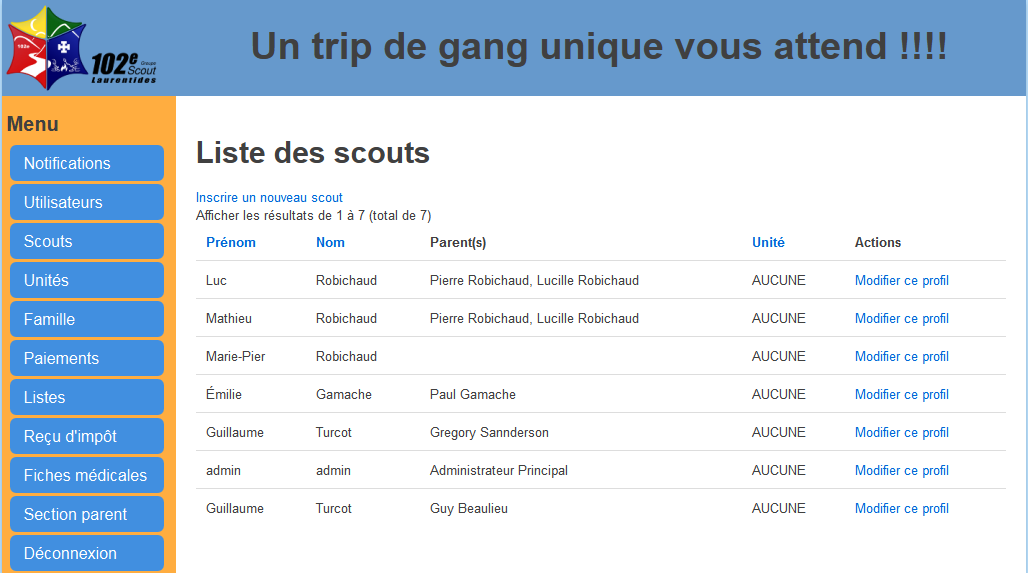 102e
102e Groupe
Scout
Laurentides
Un trip de gang unique vous attend !!!!
Menu
Notifications
Utilisateurs
Scouts
Unités
Famille
Paiements
Listes
Reçu d'impôt
Fiches médicales
Section parent
Déconnexion
Liste des scouts
Inscrire un nouveau scout
Afficher les résultats de 1 à 7 (total de 7)
Prénom Nom Parent(s) Unité Actions
Luc Robichaud Pierre Robichaud, Lucille Robichaud AUCUNE Modifier ce profil
Mathieu Robichaud Pierre Robichaud, Lucille Robichaud AUCUNE Modifier ce profil
Marie-Pier Robichaud AUCUNE Modifier ce profil
Émilie Gamache Paul Gamache AUCUNE Modifier ce profil
Guillaume Turcot Gregory Sannderson AUCUNE Modifier ce profil
admin admin Administrateur Principal AUCUNE Modifier ce profil
Guillaume Turcot Guy Beaulieu AUCUNE Modifier ce profil